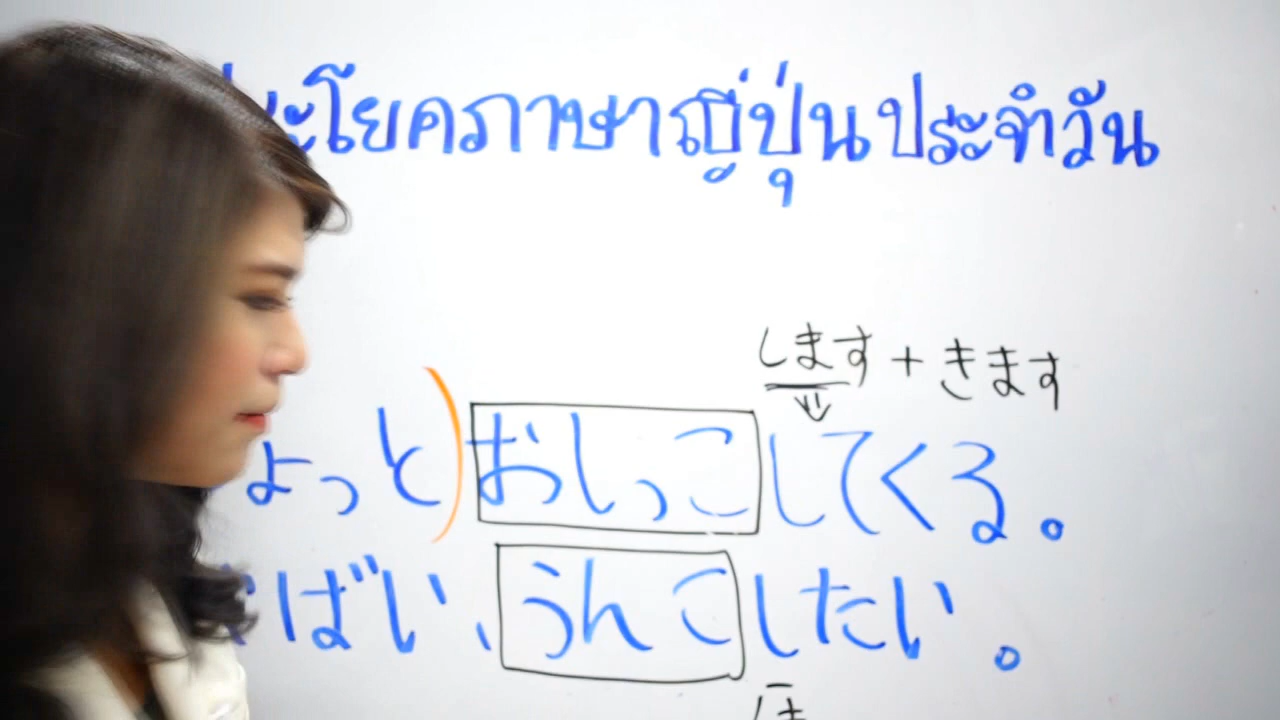 ะโยคภาษาญี่ปุ่นประจำวัน
します + きます
ょっと) おしっこしてくる。
ばい、うんこしたい。